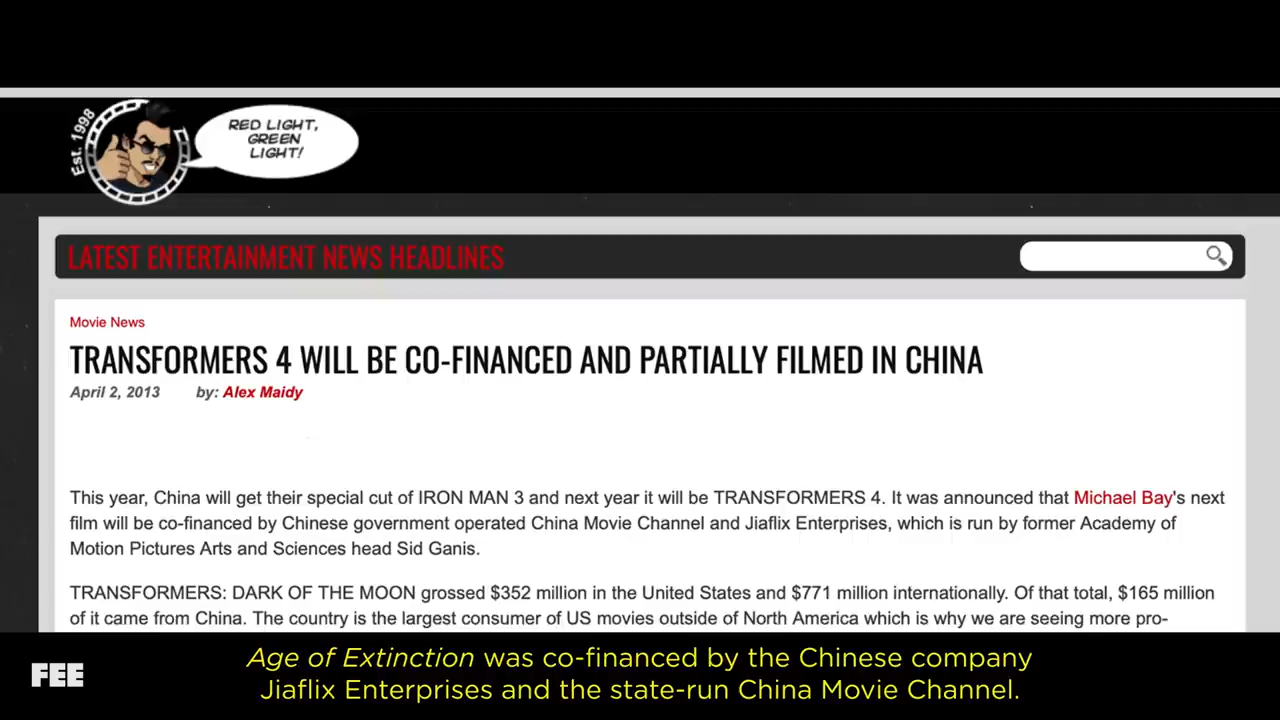 Est. 1998
RED LIGHT,
GREEN
LIGHT!
LATEST ENTERTAINMENT NEWS HEADLINES
Movie News
TRANSFORMERS 4 WILL BE CO-FINANCED AND PARTIALLY FILMED IN CHINA
April 2, 2013 by: Alex Maidy
This year, China will get their special cut of IRON MAN 3 and next year it will be TRANSFORMERS 4. It was announced that Michael Bay's next
film will be co-financed by Chinese government operated China Movie Channel and Jiaflix Enterprises, which is run by former Academy of
Motion Pictures Arts and Sciences head Sid Ganis.
TRANSFORMERS: DARK OF THE MOON grossed $352 million in the United States and $771 million internationally. Of that total, $165 million
of it came from China. The country is the largest consumer of US movies outside of North America which is why we are seeing more pro-
FEE
Age of Extinction was co-financed by the Chinese company
Jiaflix Enterprises and the state-run China Movie Channel.